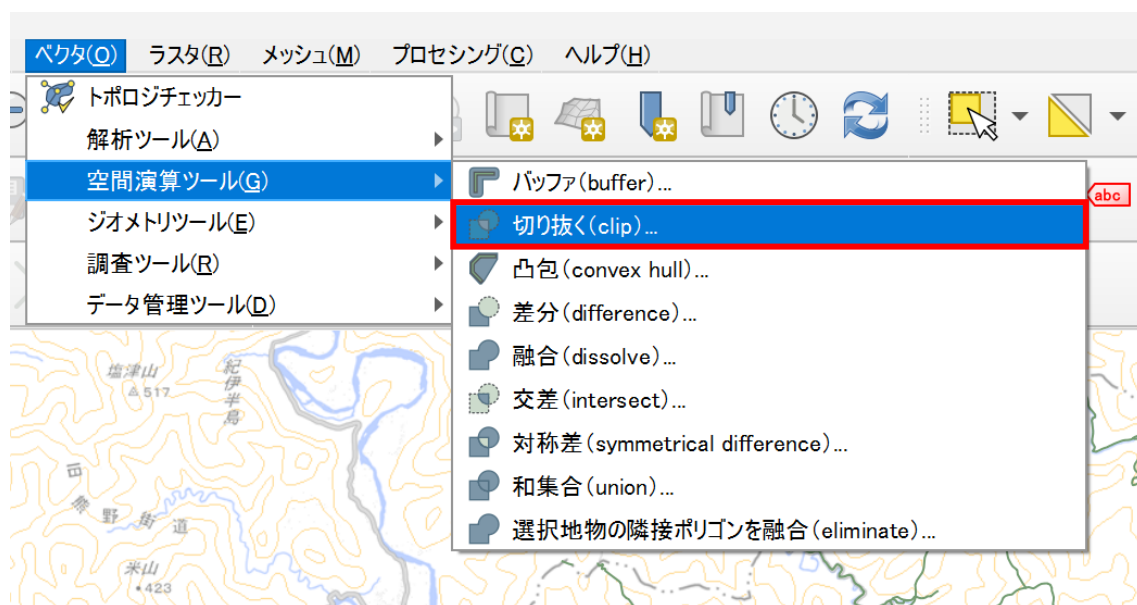 ベクタ(O) ラスタ(R) メッシュ(M) プロセシング(C) ヘルプ(H)
トポロジチェッカー
解析ツール(A)
空間演算ツール(G)
ジオメトリツール(E)
調査ツール(R)
データ管理ツール(D)
バッファ(buffer)...
切り抜く(clip)...
凸包(convex hull)...
差分(difference)...
融合(dissolve)...
交差(intersect)...
対称差(symmetrical difference)...
和集合(union)...
選択地物の隣接ポリゴンを融合(eliminate)...
abc
塩津山
517
紀伊半島
旧熊野街道
米山
423